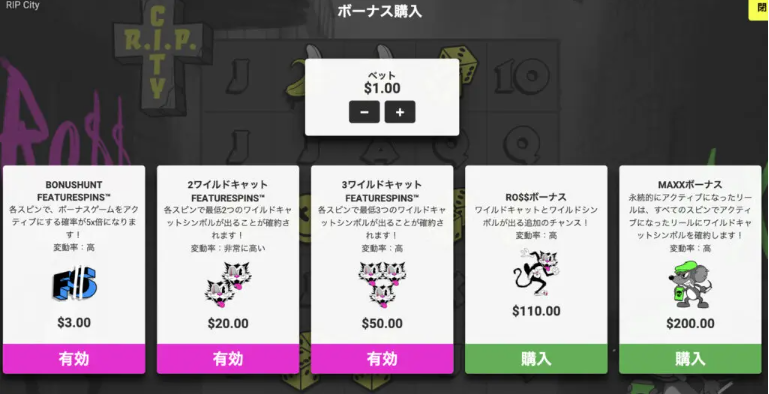 RIP City
ボーナス購入
閉
R.I.P.
CITY
RO$$
J
10
J
J
A
Q
Q
ベット
$1.00
− +
BONUSHUNT
FEATURESPINS™
各スピンで、ボーナスゲームをアク
ティブにする確率が5x倍になりま
す！
変動率：高
$3.00
有効
2ワイルドキャット
FEATURESPINS™
各スピンで最低2つのワイルドキャ
ットシンボルが出ることが確約さ
れます！
変動率：非常に高い
$20.00
有効
3ワイルドキャット
FEATURESPINS™
各スピンで最低3つのワイルドキャ
ットシンボルが出ることが確約さ
れます！
変動率：高
$50.00
有効
RO$$ボーナス
ワイルドキャットとワイルドシン
ボルが出る追加のチャンス！
変動率：高
$110.00
購入
MAXXボーナス
永続的にアクティブになったリー
ルは、すべてのスピンでアクティ
ブになったリールにワイルドキャ
ットシンボルを確約します！
変動率：高
$200.00
購入